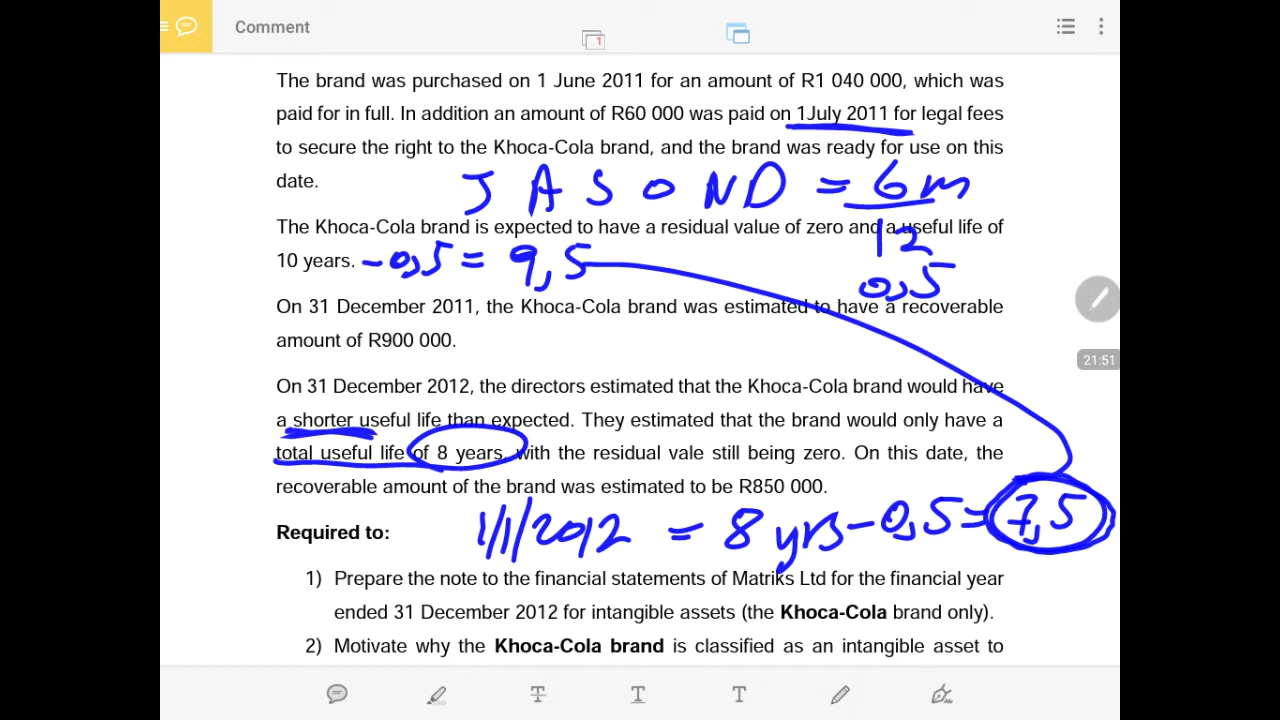 Comment
1
The brand was purchased on 1 June 2011 for an amount of R1 040 000, which was
paid for in full. In addition an amount of R60 000 was paid on 1July 2011 for legal fees
to secure the right to the Khoca-Cola brand, and the brand was ready for use on this
date.
J A S O N D = 6m
The Khoca-Cola brand is expected to have a residual value of zero and a useful life of
12
10 years. - 0,5 = 9,5
0,5
On 31 December 2011, the Khoca-Cola brand was estimated to have a recoverable
amount of R900 000.
21:51
On 31 December 2012, the directors estimated that the Khoca-Cola brand would have
a shorter useful life than expected. They estimated that the brand would only have a
total useful life of 8 years, with the residual vale still being zero. On this date, the
recoverable amount of the brand was estimated to be R850 000.
Required to:
1/1/2012 = 8 yrs - 0,5 = 7,5
1) Prepare the note to the financial statements of Matriks Ltd for the financial year
ended 31 December 2012 for intangible assets (the Khoca-Cola brand only).
2) Motivate why the Khoca-Cola brand is classified as an intangible asset to